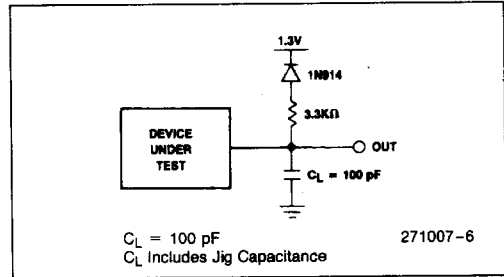 1.3V
1N914
3.3KΩ
DEVICE
UNDER
TEST
OUT
C_L = 100 pF
C_L = 100 pF
271007-6
C_L Includes Jig Capacitance